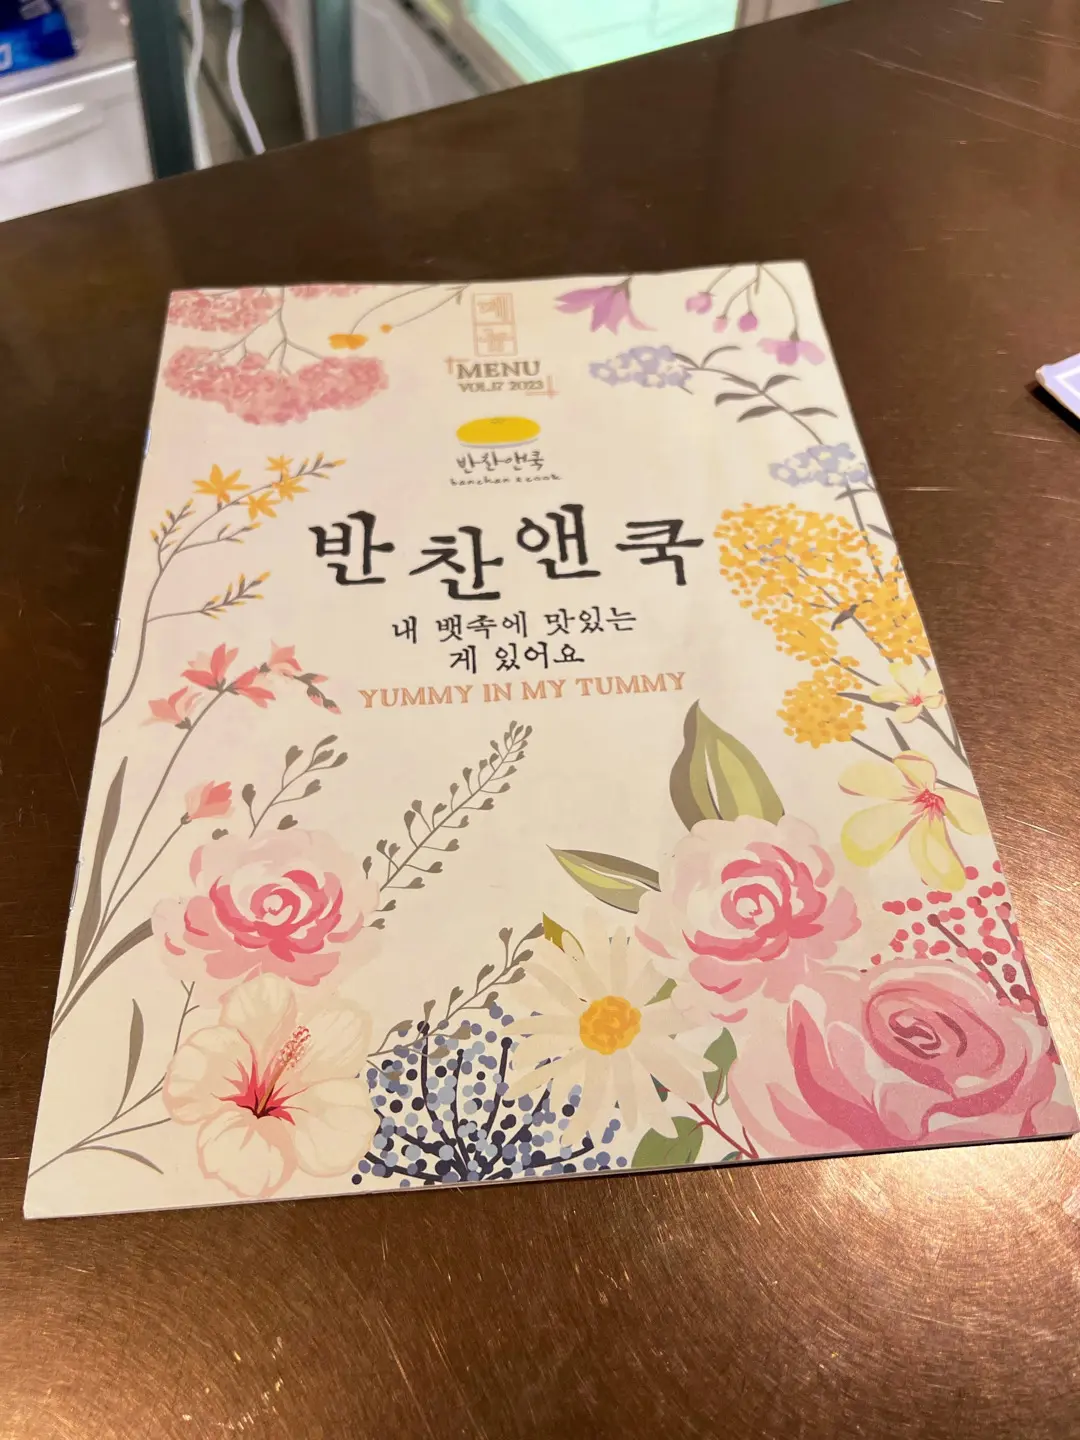 MENU
VOL.17 2023
반찬앤쿡
banchan & cook
반찬앤쿡
내 뱃속에 맛있는
게 있어요
YUMMY IN MY TUMMY